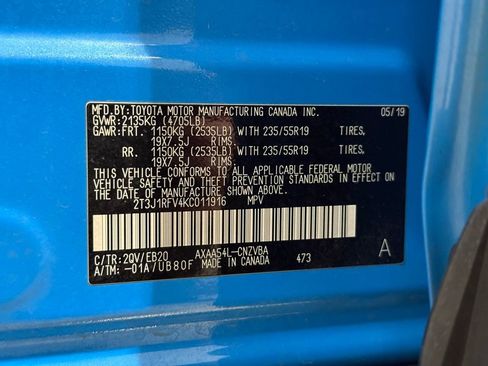 MFD.BY:TOYOTA MOTOR MANUFACTURING CANADA INC. 05/19
GVWR:2135KG (4705LB)
GAWR:FRT. 1150KG (2535LB) WITH 235/55R19 TIRES,
19X7.5J RIMS.
RR. 1150KG (2535LB) WITH 235/55R19 TIRES,
19X7.5J RIMS.
THIS VEHICLE CONFORMS TO ALL APPLICABLE FEDERAL MOTOR
VEHICLE SAFETY AND THEFT PREVENTION STANDARDS IN EFFECT
ON THE DATE OF MANUFACTURE SHOWN ABOVE.
2T3J1RFV4KC011916 MPV
C/TR:20V/EB20 AXAA54L-CNZVBA A
A/TM:-01A/UB80F MADE IN CANADA 473